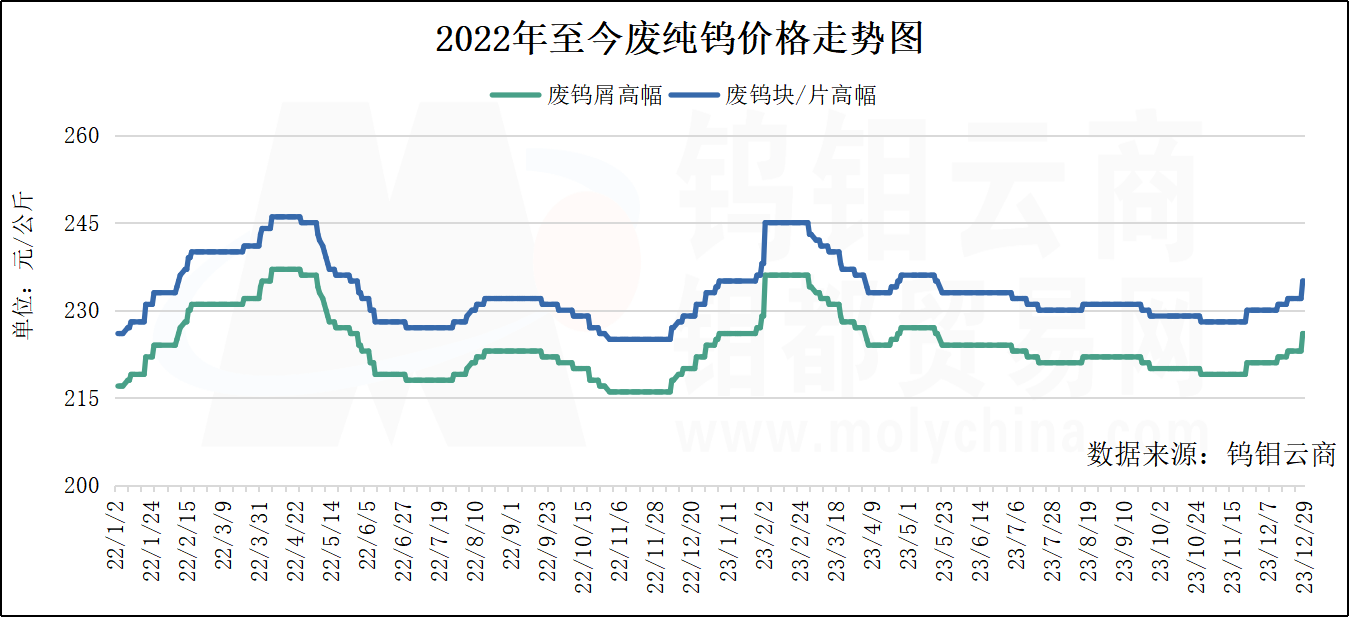 2022年至今废纯钨价格走势图
废钨屑高幅 废钨块/片高幅
单位：元/公斤
260
245
230
215
200
钨钼云商
钼都贸易网
www.molychina.com
数据来源：钨钼云商
22/1/2 22/1/24 22/2/15 22/3/9 22/3/31 22/4/22 22/5/14 22/6/5 22/6/27 22/7/19 22/8/10 22/9/1 22/9/23 22/10/15 22/11/6 22/11/28 22/12/20 23/1/11 23/2/2 23/2/24 23/3/18 23/4/9 23/5/1 23/5/23 23/6/14 23/7/6 23/7/28 23/8/19 23/9/10 23/10/2 23/10/24 23/11/15 23/12/7 23/12/29